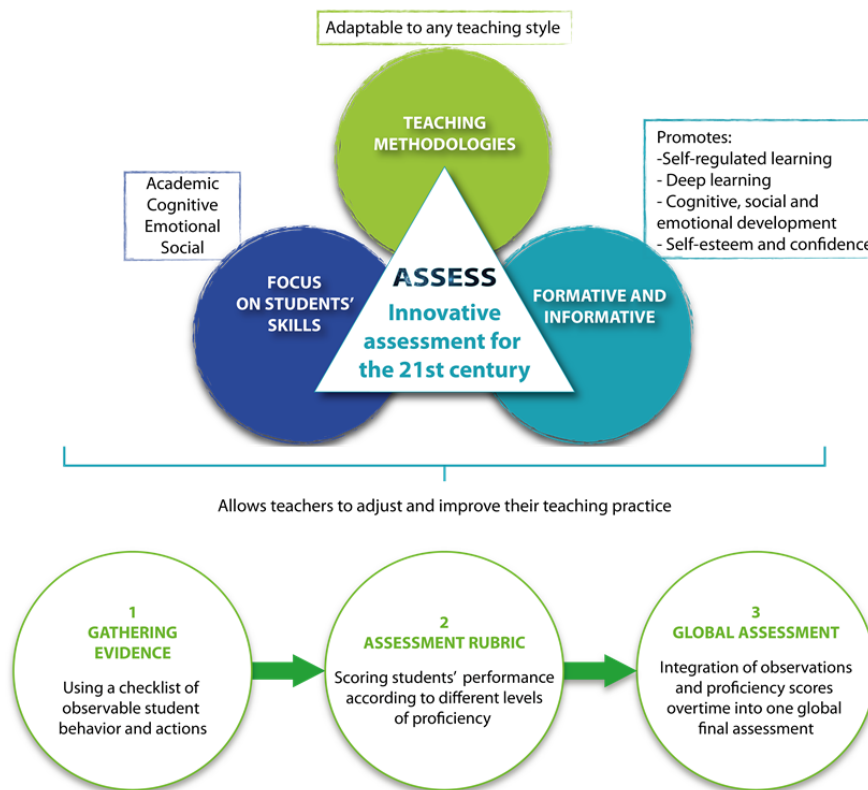 Adaptable to any teaching style
TEACHING
METHODOLOGIES
Promotes:
-Self-regulated learning
- Deep learning
- Cognitive, social and
emotional development
- Self-esteem and confidence
Academic
Cognitive
Emotional
Social
FOCUS
ON STUDENTS'
SKILLS
ASSESS
Innovative
assessment for
the 21st century
FORMATIVE AND
INFORMATIVE
Allows teachers to adjust and improve their teaching practice
1
GATHERING
EVIDENCE
Using a checklist of
observable student
behavior and actions
2
ASSESSMENT RUBRIC
Scoring students' performance
according to different levels
of proficiency
3
GLOBAL ASSESSMENT
Integration of observations
and proficiency scores
overtime into one global
final assessment